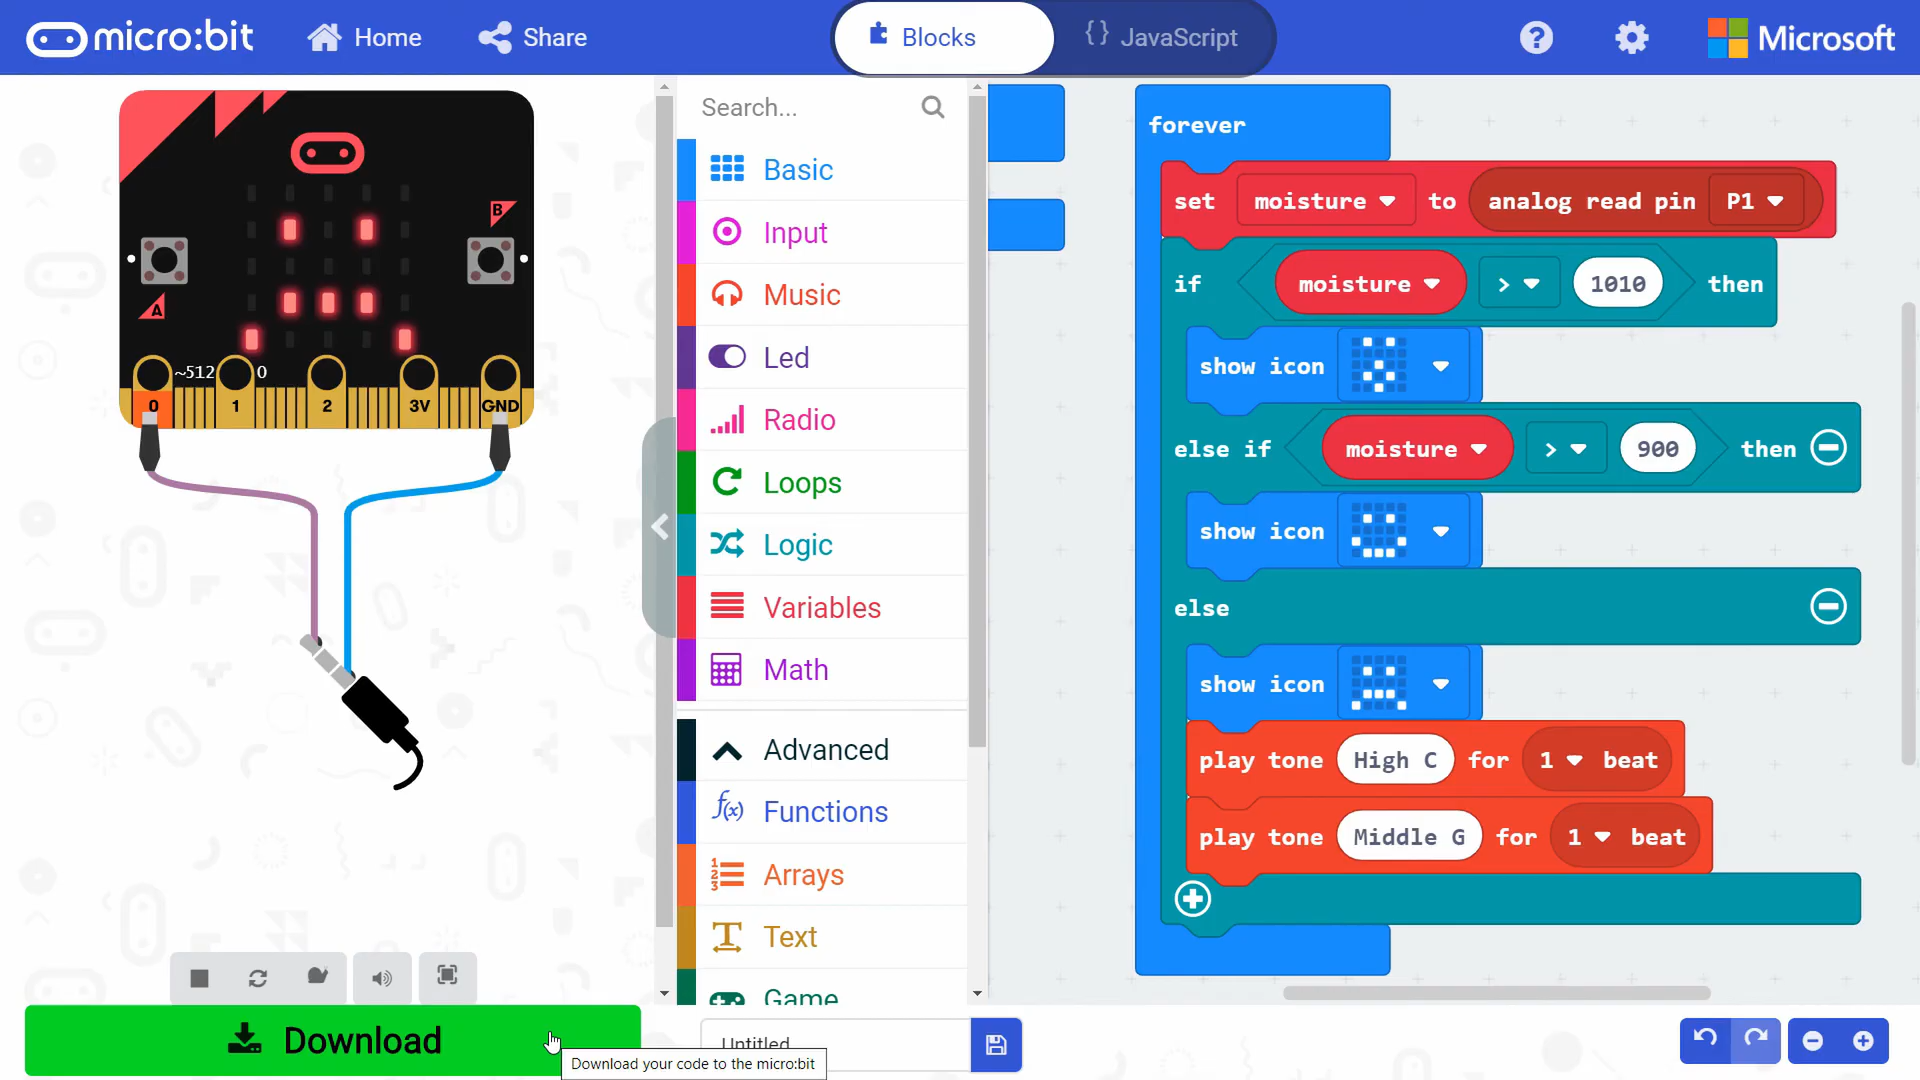 micro:bit
Home
Share
Blocks
{} JavaScript
?
Microsoft
B
A
~512
0
0
1
2
3V
GND
Search...
Basic
Input
Music
Led
Radio
Loops
Logic
Variables
Math
Advanced
f(x) Functions
Arrays
Text
Game
forever
set moisture to analog read pin P1
if moisture > 1010 then
show icon
else if moisture > 900 then
show icon
else
show icon
play tone High C for 1 beat
play tone Middle G for 1 beat
Download
Untitled
Download your code to the micro:bit